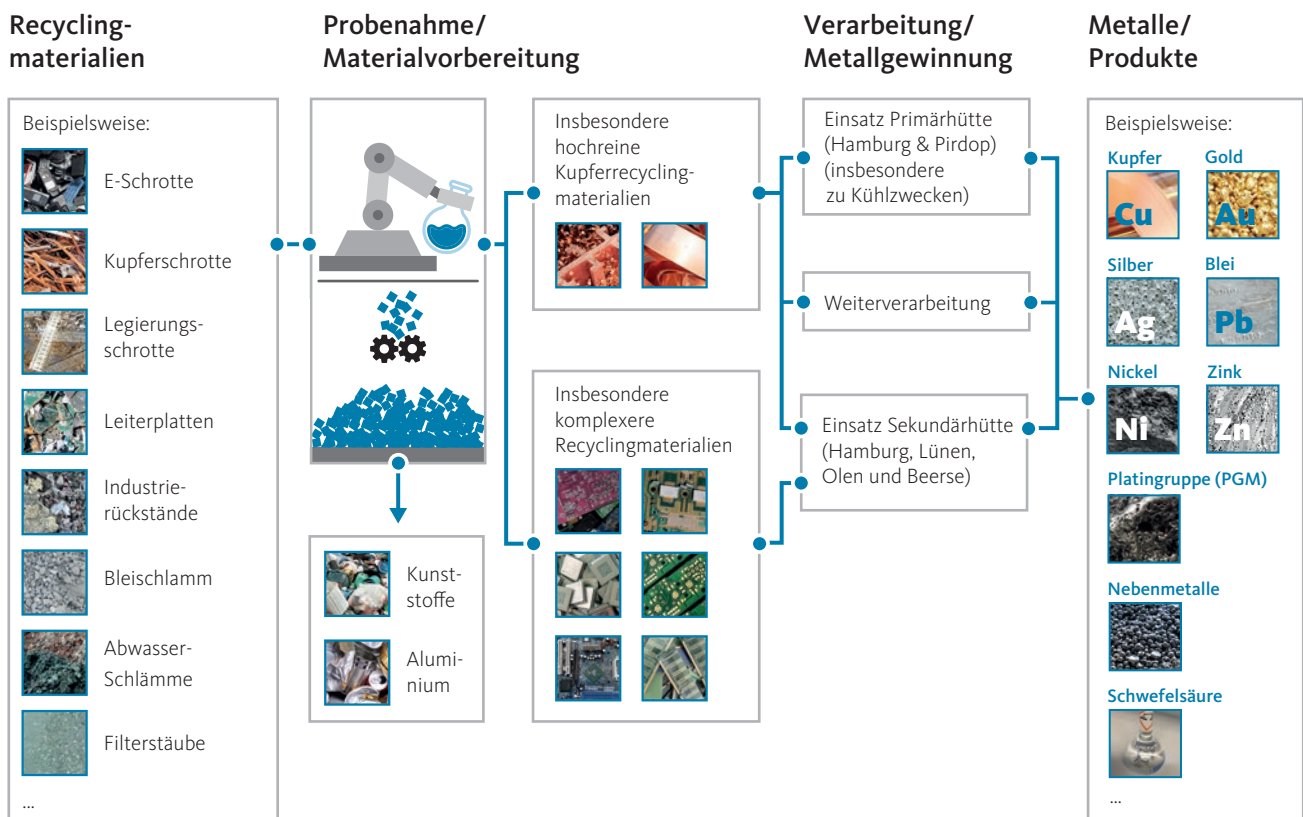 Recycling-
materialien
Probenahme/
Materialvorbereitung
Verarbeitung/
Metallgewinnung
Metalle/
Produkte
Beispielsweise:
E-Schrotte
Kupferschrotte
Legierungs-
schrotte
Leiterplatten
Industrie-
rückstände
Bleischlamm
Abwasser-
Schlämme
Filterstäube
...
Kunst-
stoffe
Alumi-
nium
Insbesondere
hochreine
Kupferrecycling-
materialien
Insbesondere
komplexere
Recyclingmaterialien
Einsatz Primärhütte
(Hamburg & Pirdop)
(insbesondere
zu Kühlzwecken)
Weiterverarbeitung
Einsatz Sekundärhütte
(Hamburg, Lünen,
Olen und Beerse)
Beispielsweise:
Kupfer
Cu
Gold
Au
Silber
Ag
Blei
Pb
Nickel
Ni
Zink
Zn
Platingruppe (PGM)
Nebenmetalle
Schwefelsäure
...